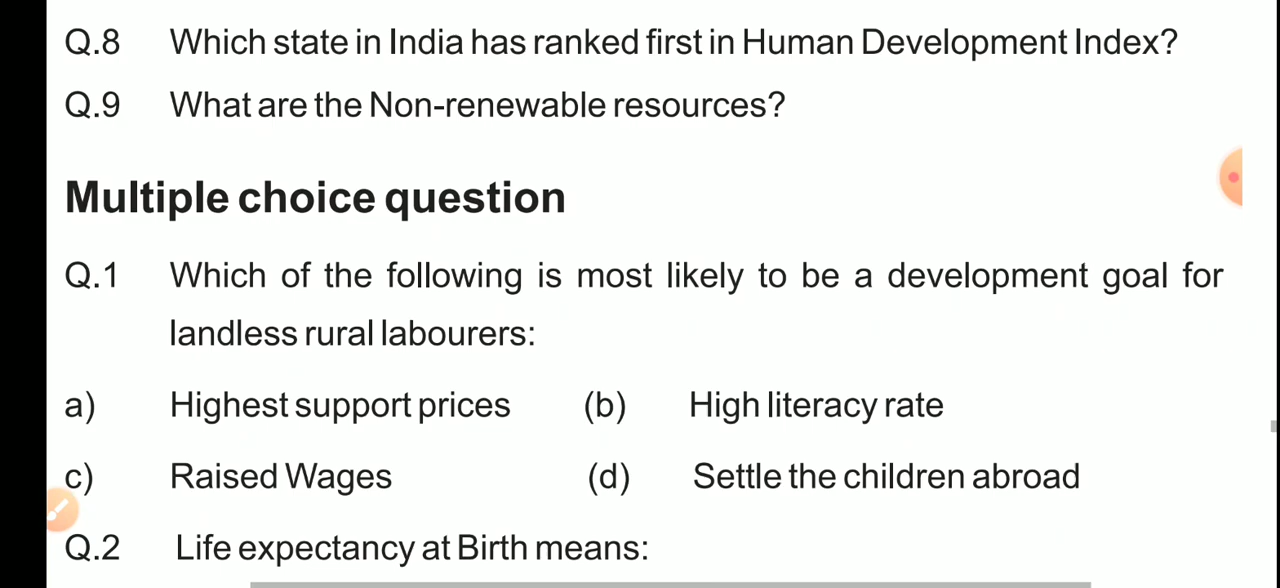 Q.8 Which state in India has ranked first in Human Development Index?
Q.9 What are the Non-renewable resources?
Multiple choice question
Q.1 Which of the following is most likely to be a development goal for
landless rural labourers:
a) Highest support prices (b) High literacy rate
c) Raised Wages (d) Settle the children abroad
Q.2 Life expectancy at Birth means: